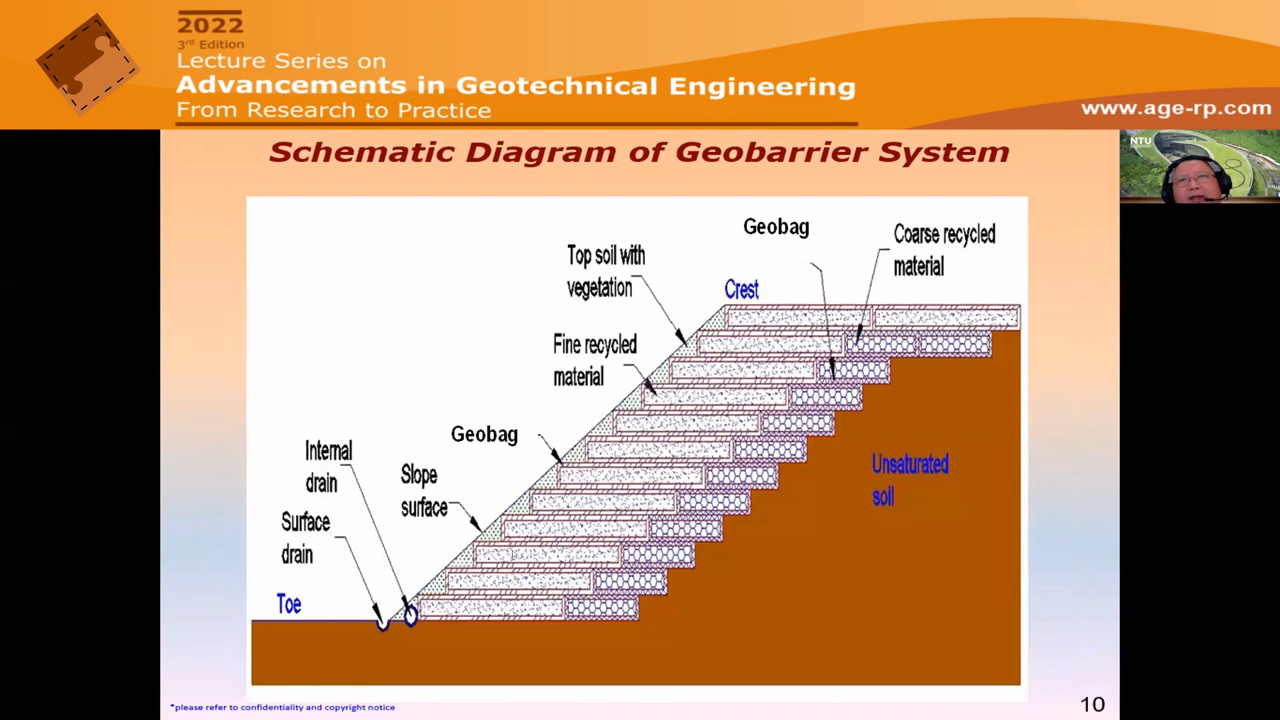 2022
3rd Edition
Lecture Series on
Advancements in Geotechnical Engineering
From Research to Practice
www.age-rp.com
NTU
Schematic Diagram of Geobarrier System
Geobag
Coarse recycled
material
Top soil with
vegetation
Crest
Fine recycled
material
Geobag
Internal
drain
Slope
surface
Unsaturated
soil
Surface
drain
Toe
*please refer to confidentiality and copyright notice
10